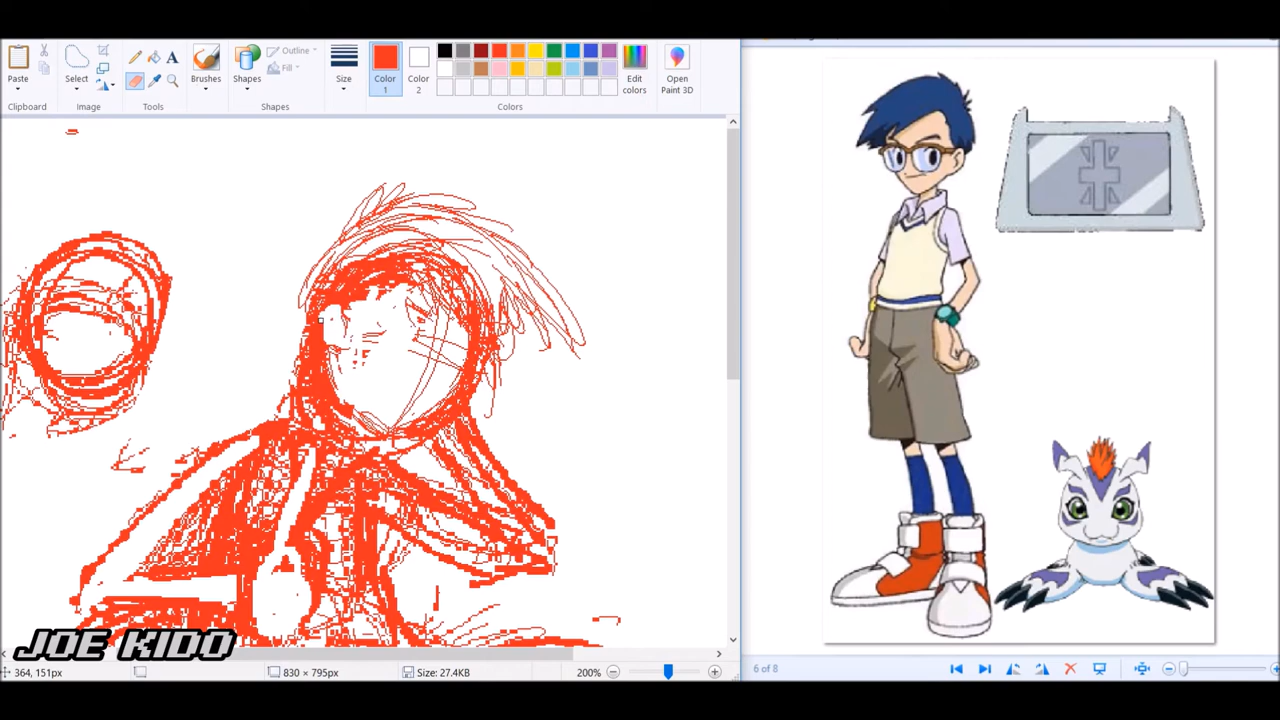 Outline
Fill
Paste
Select
Brushes
Shapes
Size
Color
1
Color
2
Edit
colors
Open
Paint 3D
Clipboard
Image
Tools
Shapes
Colors
A
JOE KIDO
364, 151px
830 × 795px
Size: 27.4KB
200%
6 of 8